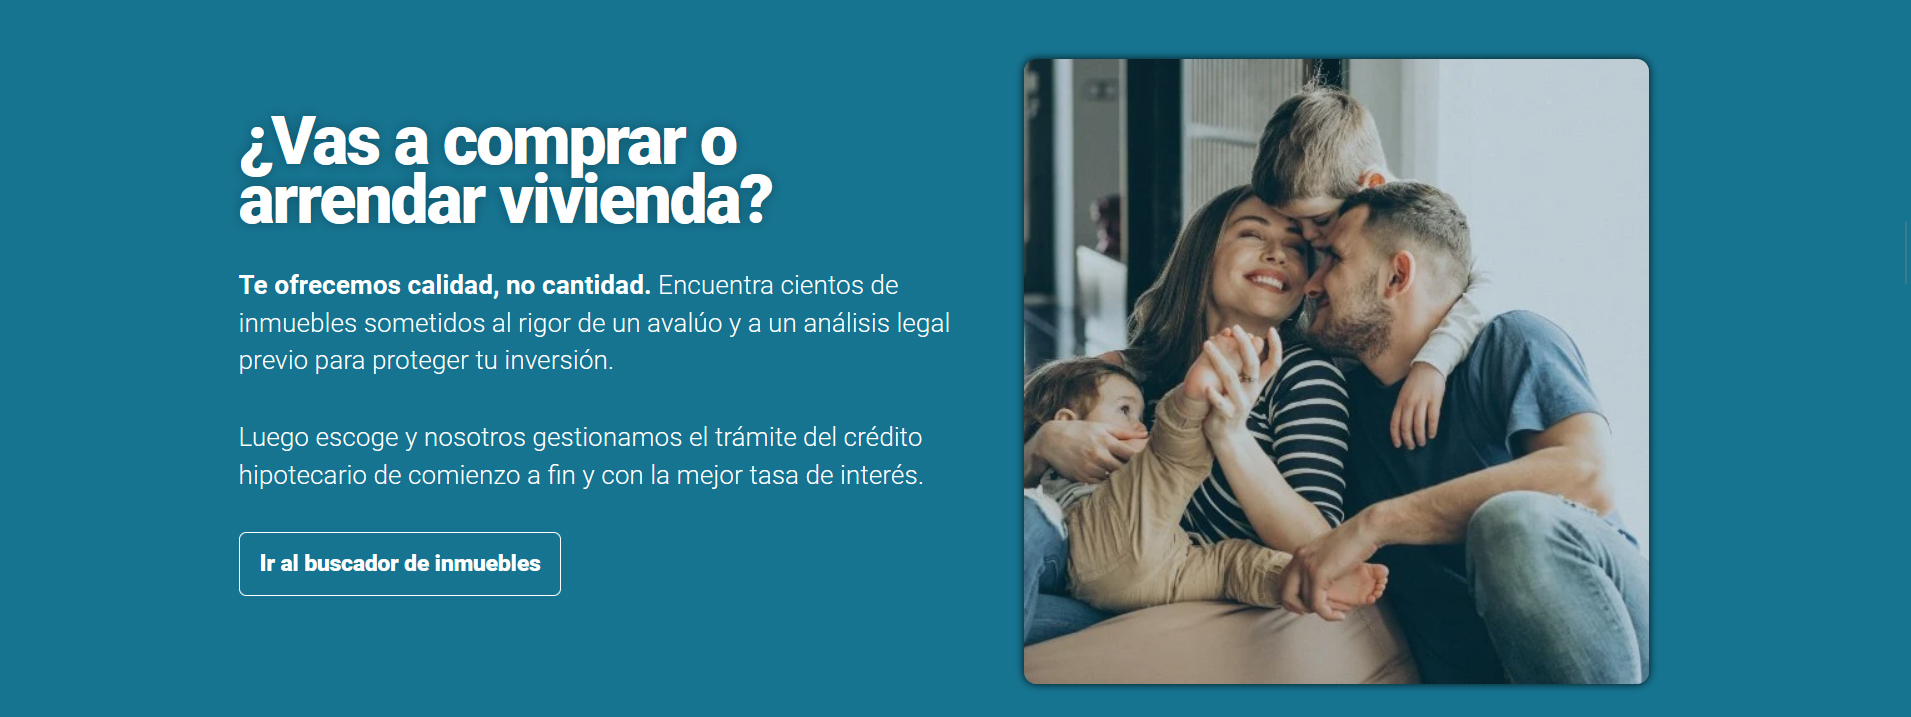 ¿Vas a comprar o
arrendar vivienda?
Te ofrecemos calidad, no cantidad. Encuentra cientos de
inmuebles sometidos al rigor de un avalúo y a un análisis legal
previo para proteger tu inversión.
Luego escoge y nosotros gestionamos el trámite del crédito
hipotecario de comienzo a fin y con la mejor tasa de interés.
Ir al buscador de inmuebles